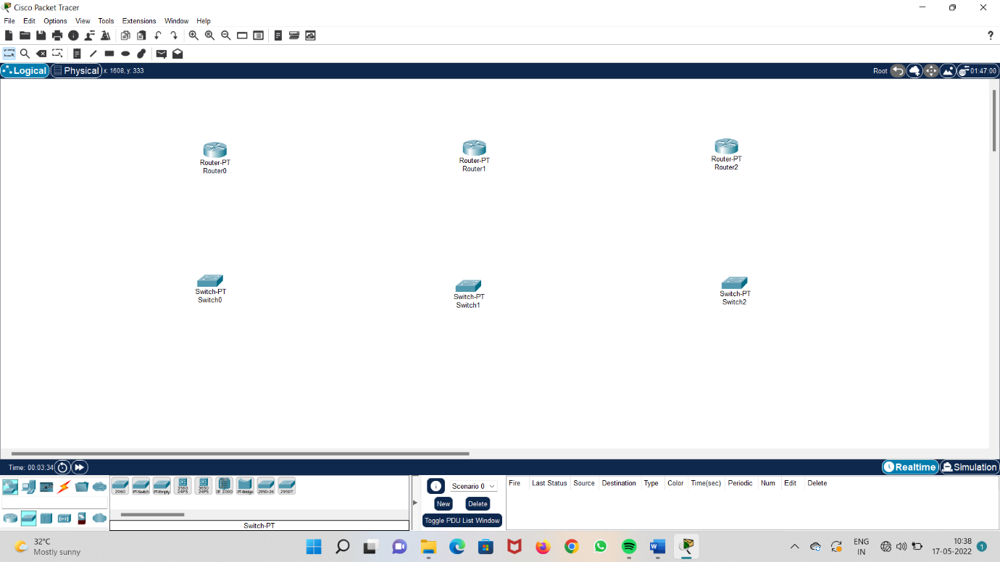 Cisco Packet Tracer
File Edit Options View Tools Extensions Window Help
?
Logical Physical x: 1608, y: 333 Root 01:47:00
Router-PT
Router0
Router-PT
Router1
Router-PT
Router2
Switch-PT
Switch0
Switch-PT
Switch1
Switch-PT
Switch2
Time: 00:03:34 Realtime Simulation
2960 PT-Switch PT-Empty 3560 24PS 3650 24PS IE 2000 PT-Bridge 2950-24 2950T
Switch-PT
Scenario 0
New Delete
Toggle PDU List Window
Fire Last Status Source Destination Type Color Time(sec) Periodic Num Edit Delete
32°C
Mostly sunny
ENG
IN
10:38
17-05-2022
1